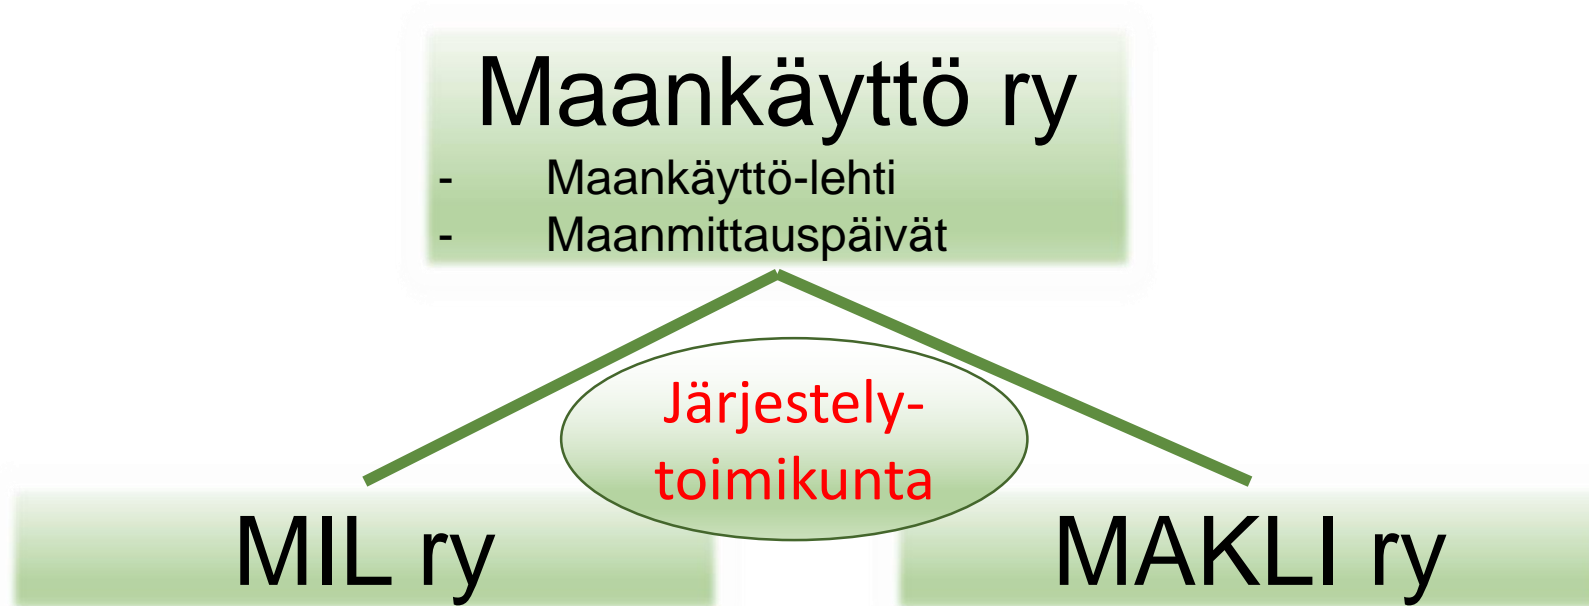 Maankäyttö ry
- Maankäyttö-lehti
- Maanmittauspäivät
Järjestely-
toimikunta
MIL ry
MAKLI ry